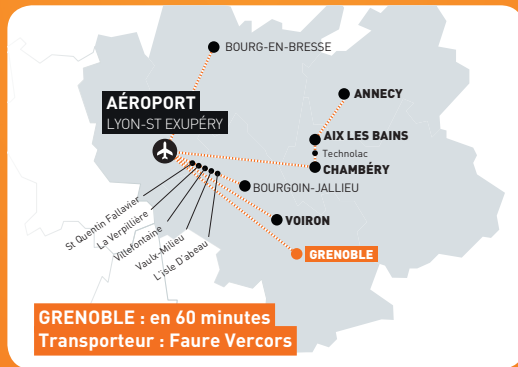 BOURG-EN-BRESSE
ANNECY
AÉROPORT
LYON-ST EXUPÉRY
AIX LES BAINS
Technolac
CHAMBÉRY
BOURGOIN-JALLIEU
St Quentin Fallavier
La Verpillière
Villefontaine
Vaulx-Milieu
L'isle D'abeau
VOIRON
GRENOBLE
GRENOBLE : en 60 minutes
Transporteur : Faure Vercors